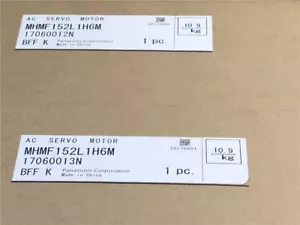 AC SERVO MOTOR
MHMF152L1H6M
17060012N
BFF K Panasonic Corporation
Made in China
1 pc.
10.9
kg
AC SERVO MOTOR
MHMF152L1H6M
17060013N
BFF K Panasonic Corporation
Made in China
1 pc.
10.9
kg